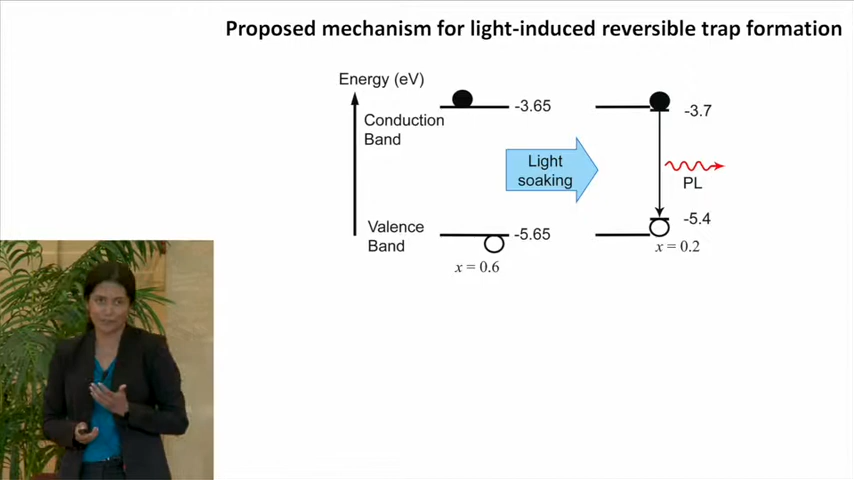 Proposed mechanism for light-induced reversible trap formation
Energy (eV)
-3.65
-3.7
Conduction
Band
Light
soaking
PL
-5.4
Valence
Band
-5.65
x = 0.2
x = 0.6